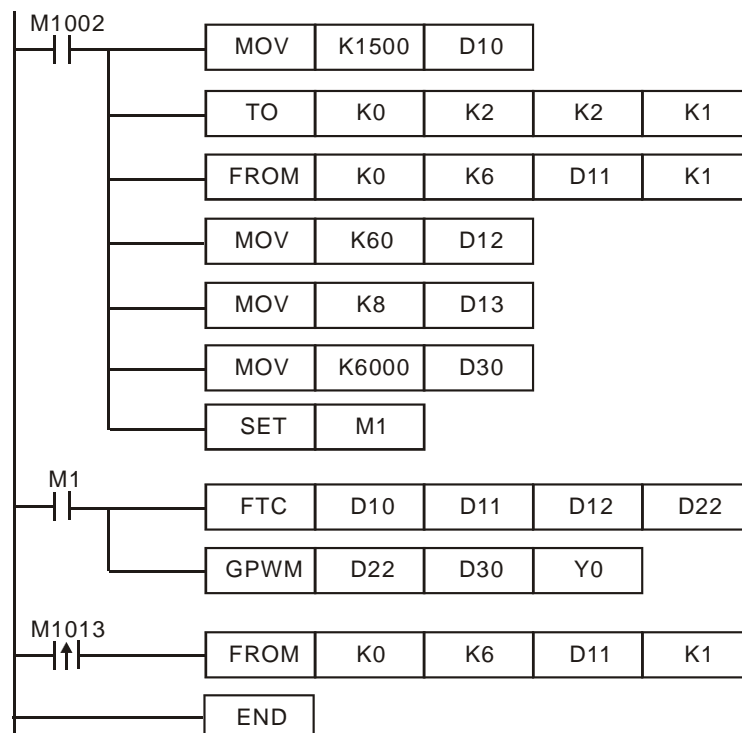 M1002
MOV K1500 D10
TO K0 K2 K2 K1
FROM K0 K6 D11 K1
MOV K60 D12
MOV K8 D13
MOV K6000 D30
SET M1
M1
FTC D10 D11 D12 D22
GPWM D22 D30 Y0
M1013
FROM K0 K6 D11 K1
END